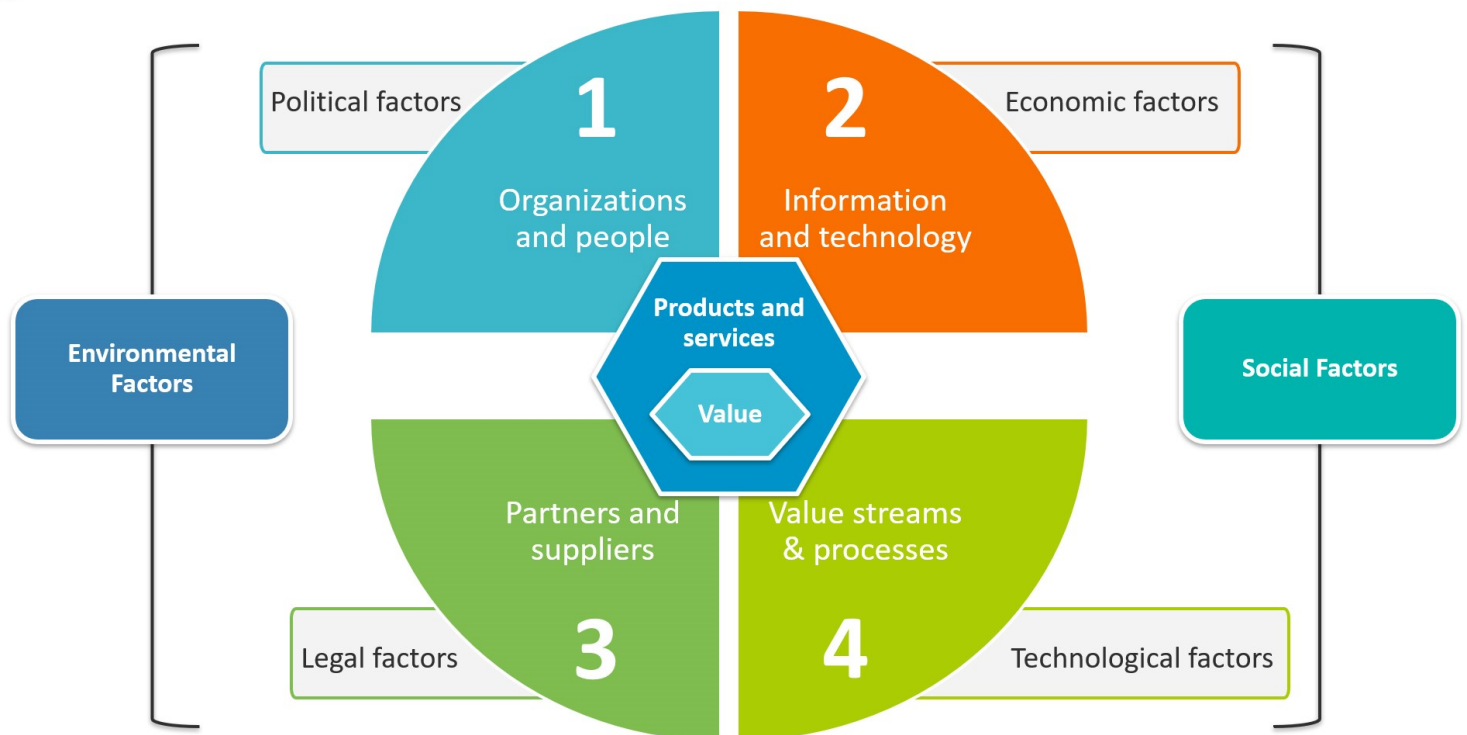 Political factors
1
2
Economic factors
Organizations
and people
Information
and technology
Products and
services
Value
Environmental
Factors
Social Factors
Partners and
suppliers
Value streams
& processes
Legal factors
3
4
Technological factors